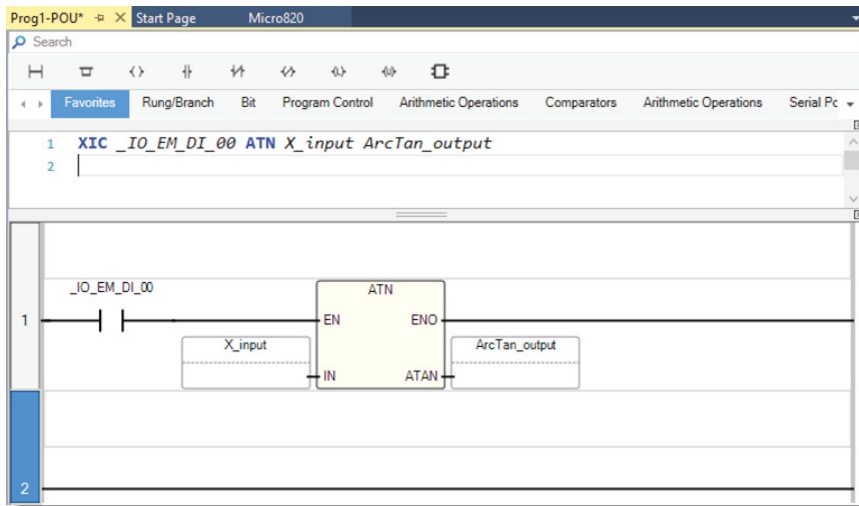 Prog1-POU* Start Page Micro820
Search
Favorites Rung/Branch Bit Program Control Arithmetic Operations Comparators Arithmetic Operations Serial Pc
1 XIC _IO_EM_DI_00 ATN X_input ArcTan_output
2
_IO_EM_DI_00
ATN
1
EN ENO
X_input ArcTan_output
IN ATAN
2